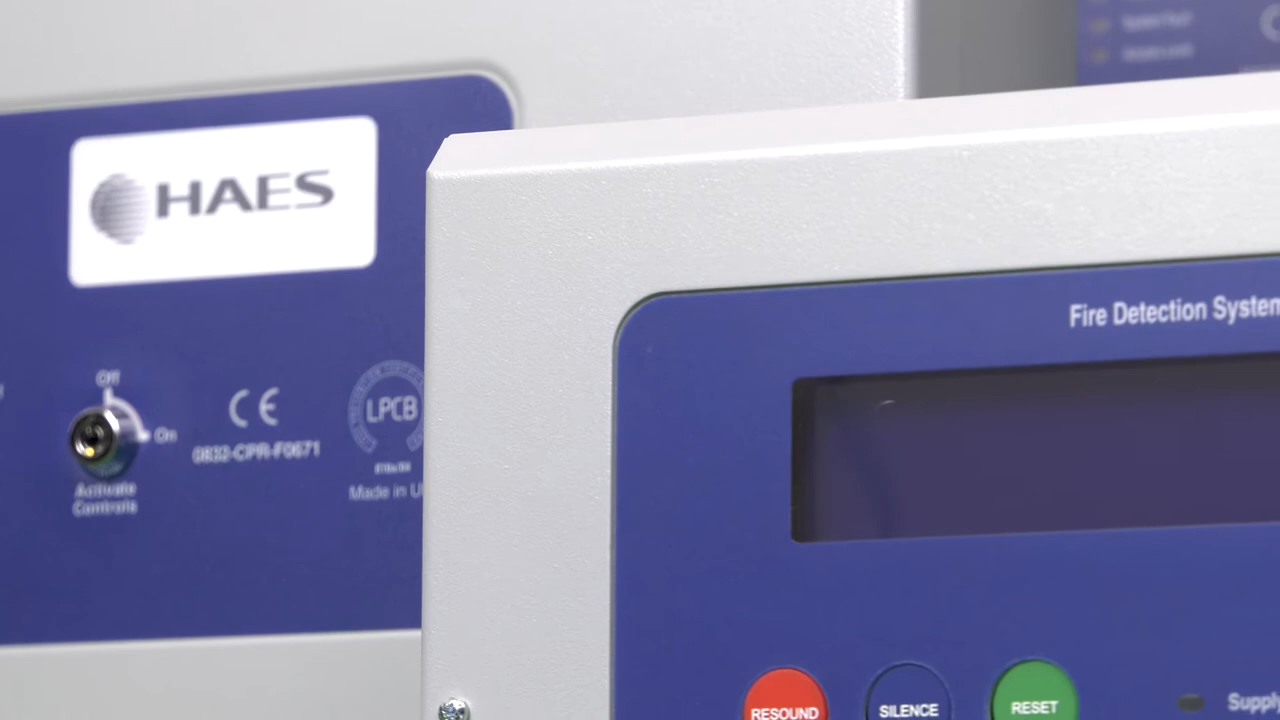 HAES
Off
On
Activate
Controls
CE
0832-CPR-F0671
LPCB
Made in U
Fire Detection System
RESOUND
SILENCE
RESET
Supply